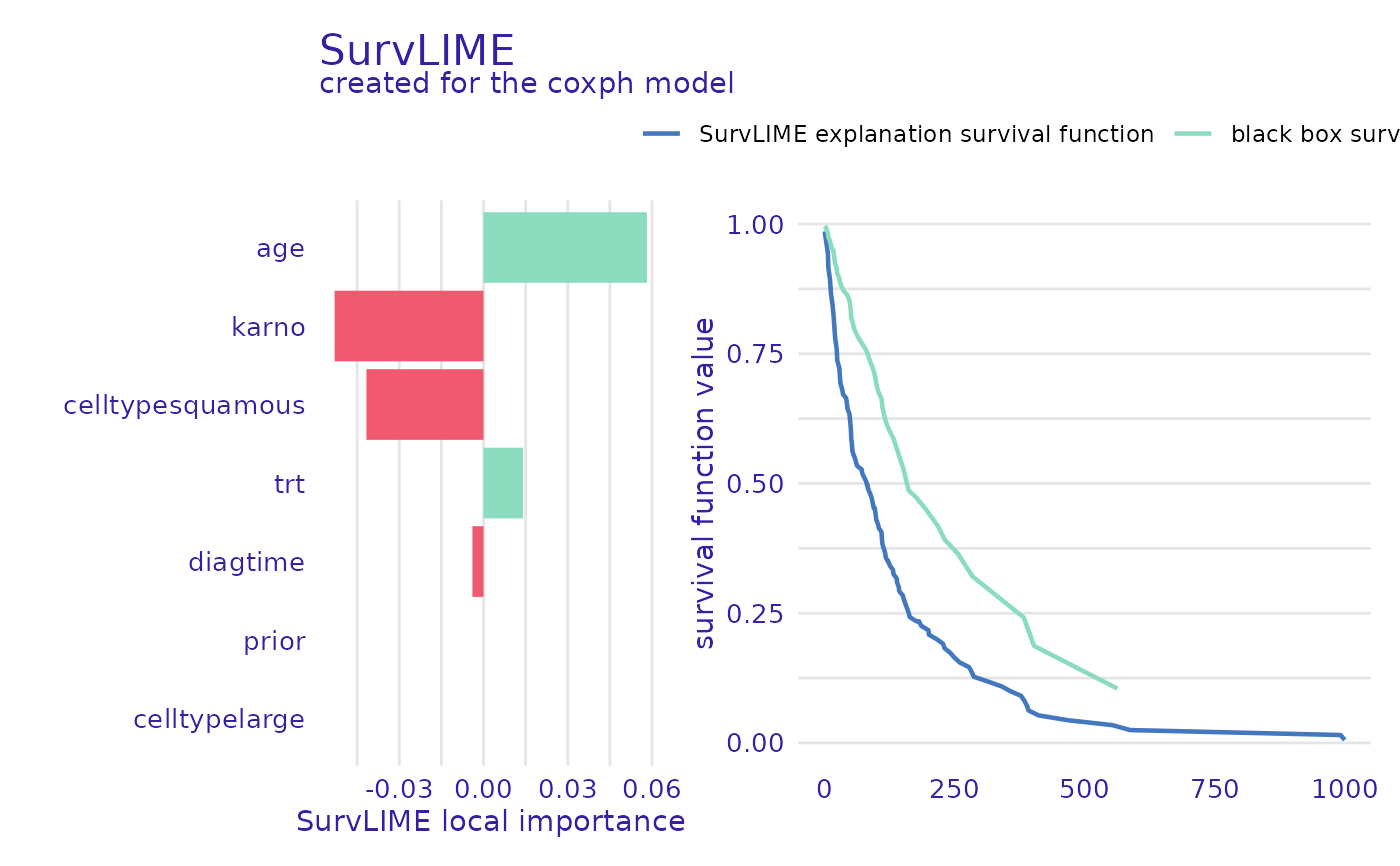 SurvLIME
created for the coxph model
SurvLIME explanation survival function
black box surv
age
karno
celltypesquamous
trt
diagtime
prior
celltypelarge
-0.03 0.00 0.03 0.06
SurvLIME local importance
survival function value
1.00
0.75
0.50
0.25
0.00
0 250 500 750 1000